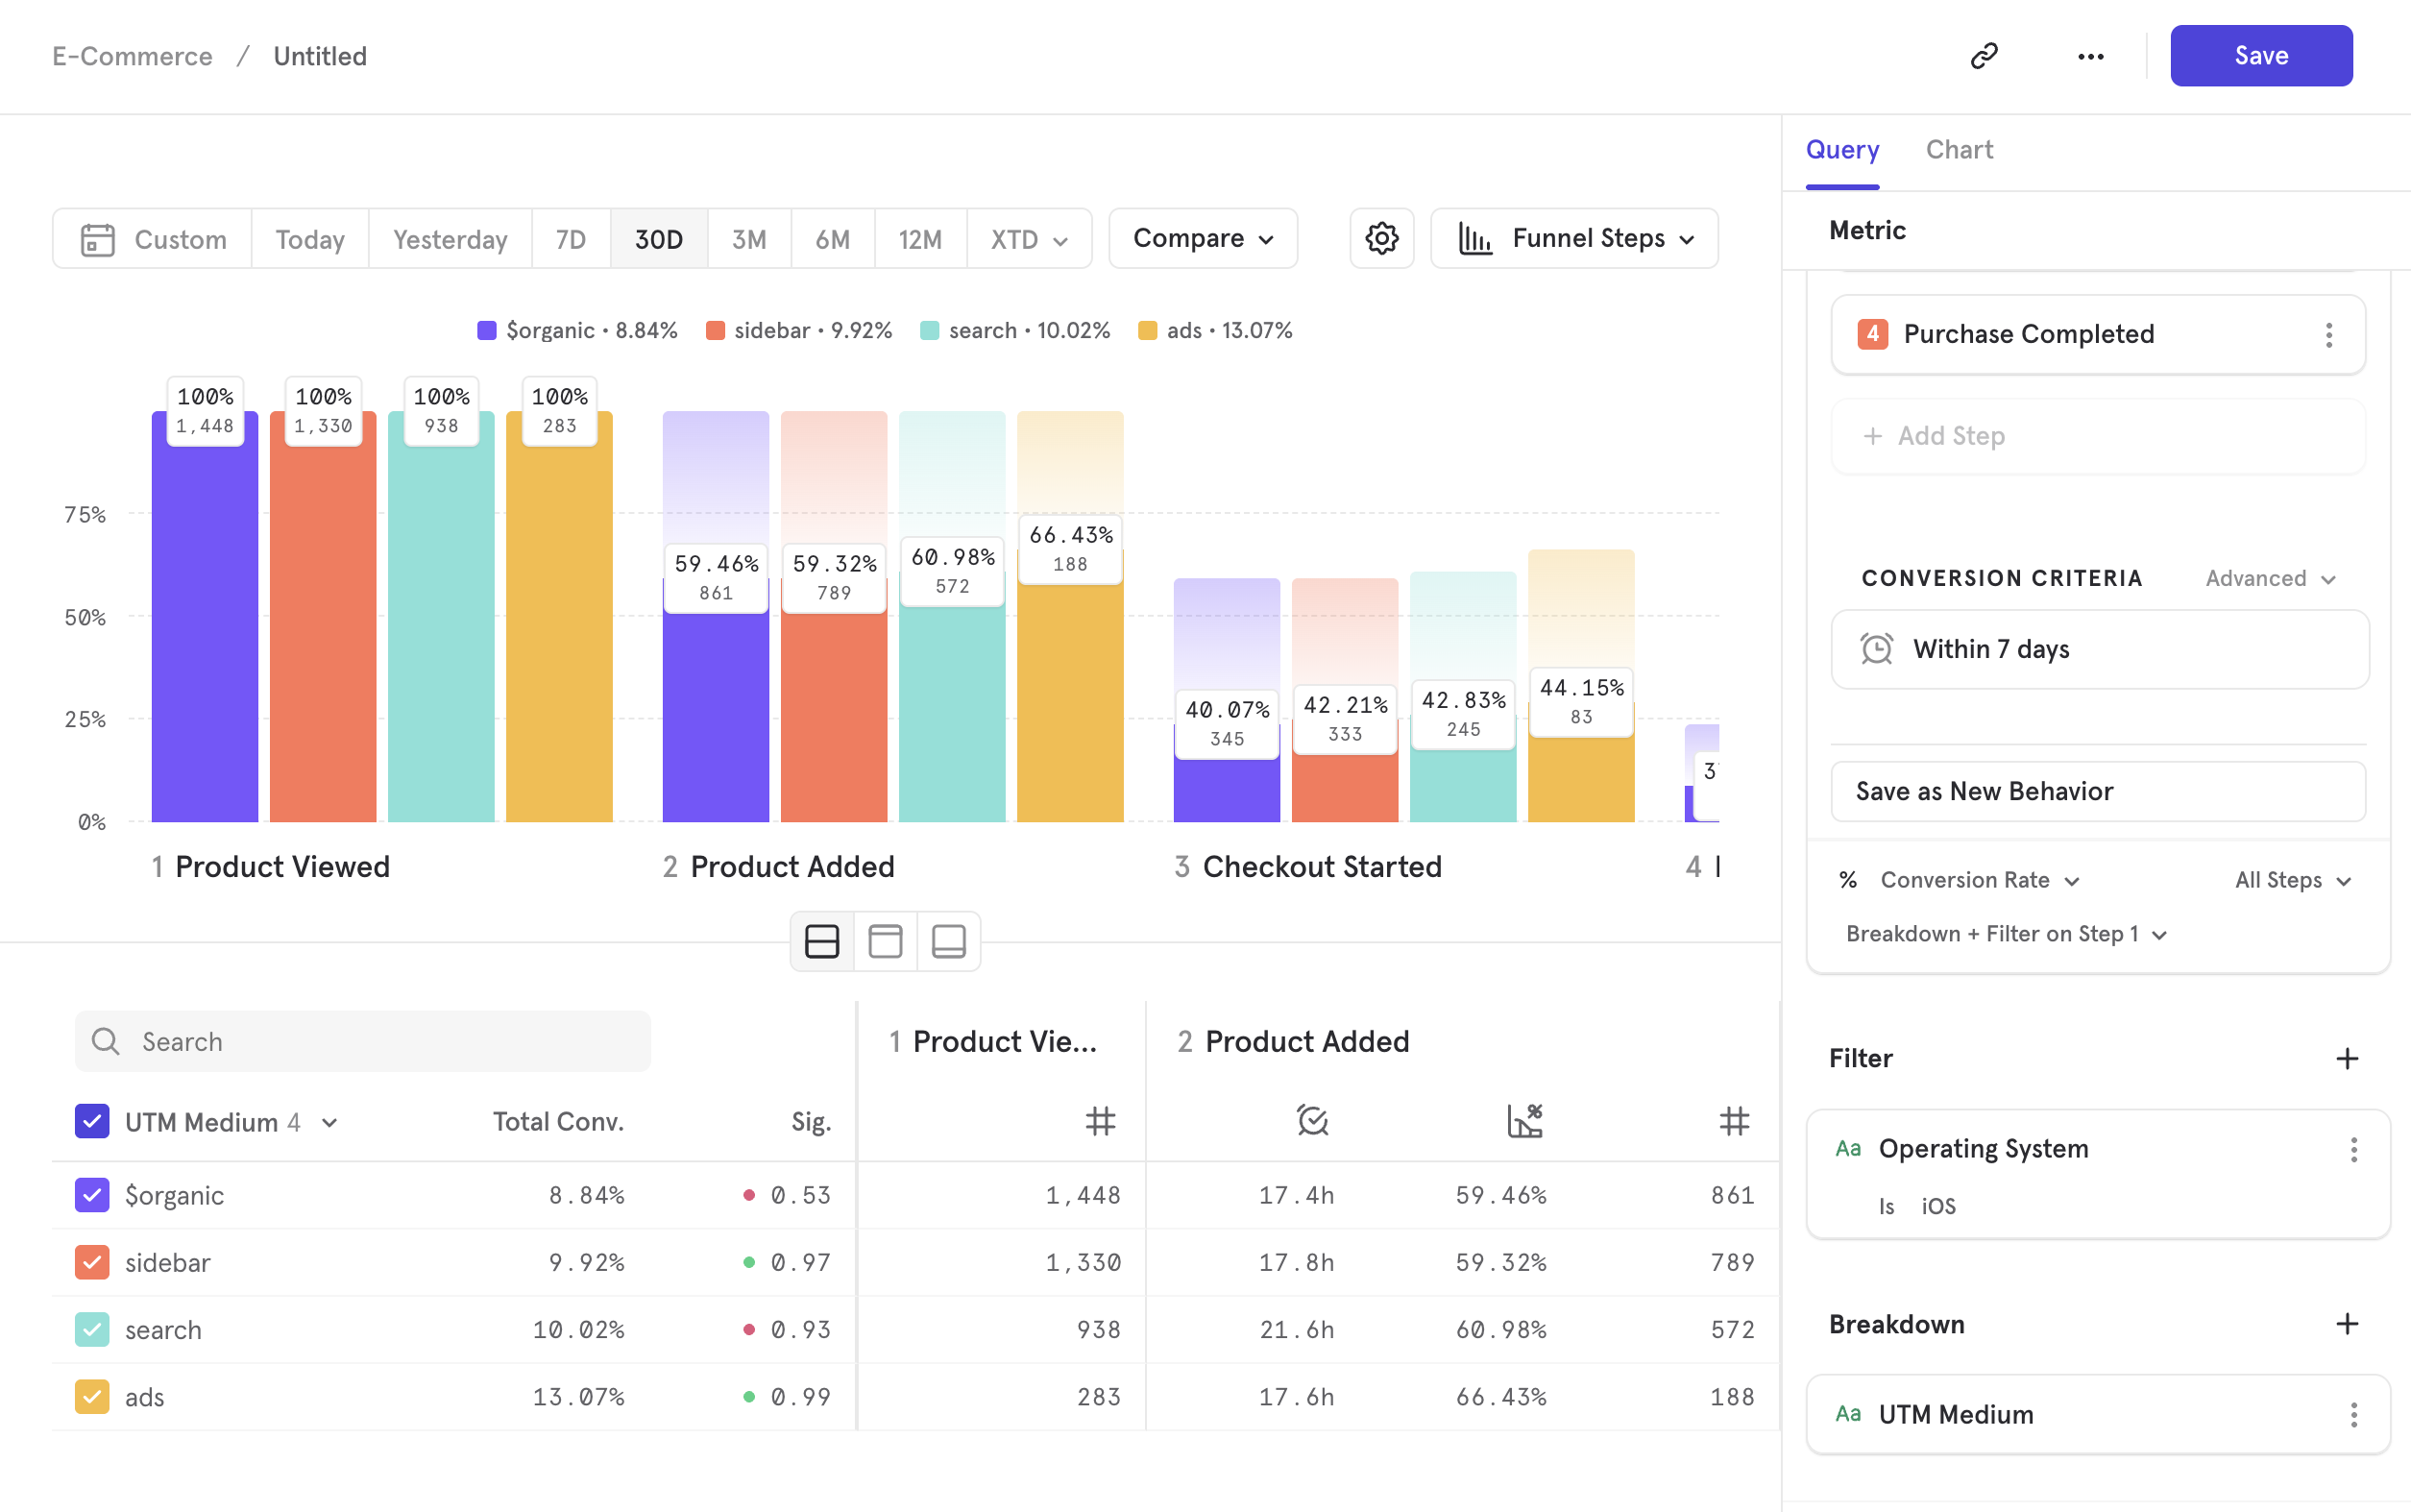 E-Commerce / Untitled
Save
Query Chart
Custom Today Yesterday 7D 30D 3M 6M 12M XTD Compare Funnel Steps
Metric
$organic • 8.84% sidebar • 9.92% search • 10.02% ads • 13.07%
4 Purchase Completed
+ Add Step
100% 100% 100% 100%
1,448 1,330 938 283
75%
50%
25%
0%
59.46% 59.32% 60.98% 66.43%
861 789 572 188
40.07% 42.21% 42.83% 44.15%
345 333 245 83
3
1 Product Viewed
2 Product Added
3 Checkout Started
4
CONVERSION CRITERIA Advanced
Within 7 days
Save as New Behavior
% Conversion Rate All Steps
Breakdown + Filter on Step 1
Search
1 Product Vie...
2 Product Added
UTM Medium 4 Total Conv. Sig.
$organic 8.84% 0.53 1,448 17.4h 59.46% 861
sidebar 9.92% 0.97 1,330 17.8h 59.32% 789
search 10.02% 0.93 938 21.6h 60.98% 572
ads 13.07% 0.99 283 17.6h 66.43% 188
Filter
Aa Operating System
Is iOS
Breakdown
Aa UTM Medium